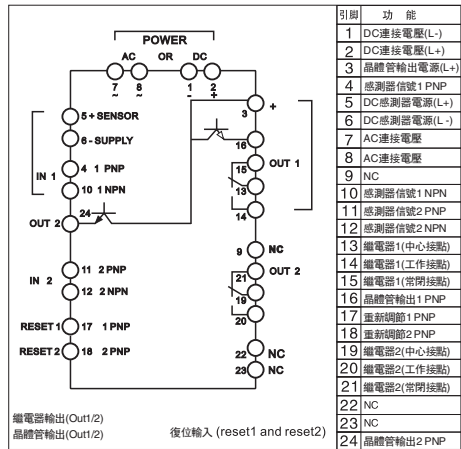 POWER
AC OR DC
7 8 1 2
~ ~ - +
3 +
5 + SENSOR
6 - SUPPLY
16
IN 1
4 1 PNP
15
OUT 1
10 1 NPN
13
24
OUT 2
14
9 NC
11 2 PNP
21
OUT 2
IN 2
12 2 NPN
19
20
RESET 1 17 1 PNP
RESET 2 18 2 PNP
22 NC
23 NC
繼電器輸出(Out1/2)
晶體管輸出(Out1/2)
復位輸入 (reset1 and reset2)
引脚 功 能
1 DC連接電壓(L-)
2 DC連接電壓(L+)
3 晶體管輸出電源(L+)
4 感測器信號1 PNP
5 DC感測器電源(L+)
6 DC感測器電源(L -)
7 AC連接電壓
8 AC連接電壓
9 NC
10 感測器信號1 NPN
11 感測器信號2 PNP
12 感測器信號2 NPN
13 繼電器1(中心接點)
14 繼電器1(工作接點)
15 繼電器1(常閉接點)
16 晶體管輸出1 PNP
17 重新調節1 PNP
18 重新調節2 PNP
19 繼電器2(中心接點)
20 繼電器2(工作接點)
21 繼電器2(常閉接點)
22 NC
23 NC
24 晶體管輸出2 PNP